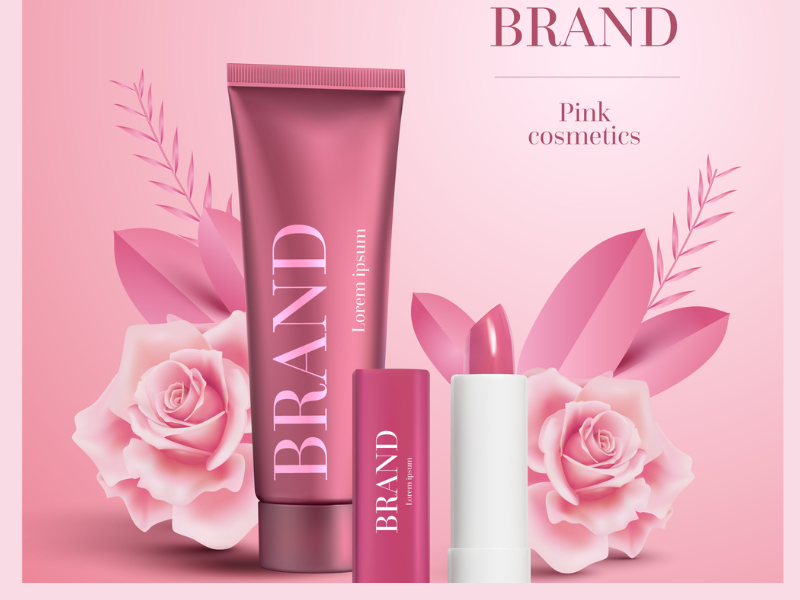 BRAND
Pink
cosmetics
BRAND
Lorem ipsum
BRAND
Lorem ipsum